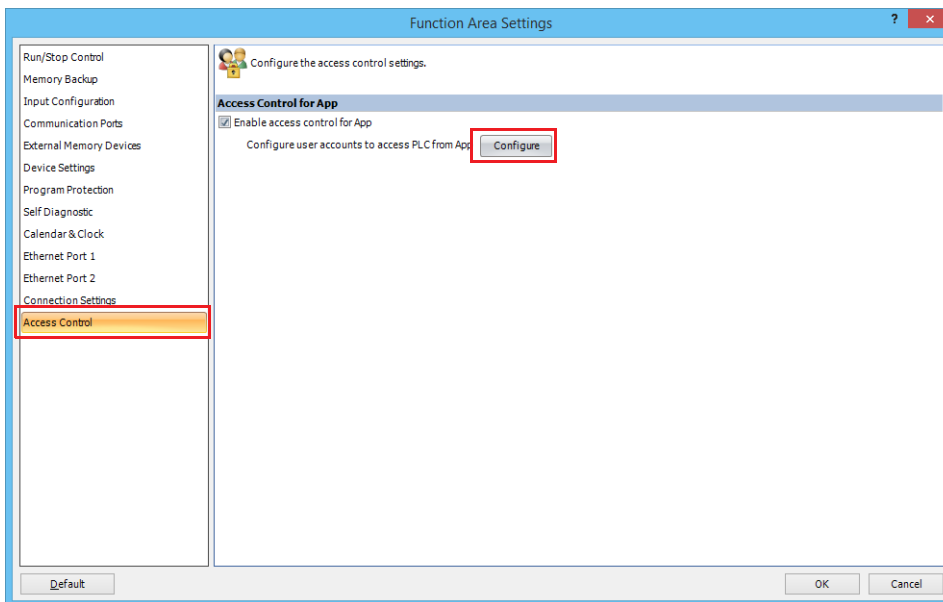 Function Area Settings
?
Run/Stop Control
Memory Backup
Input Configuration
Communication Ports
External Memory Devices
Device Settings
Program Protection
Self Diagnostic
Calendar & Clock
Ethernet Port 1
Ethernet Port 2
Connection Settings
Access Control
Configure the access control settings.
Access Control for App
Enable access control for App
Configure user accounts to access PLC from App Configure
Default
OK
Cancel